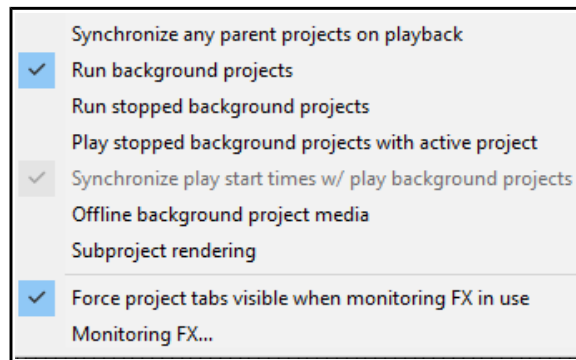 Synchronize any parent projects on playback
Run background projects
Run stopped background projects
Play stopped background projects with active project
Synchronize play start times w/ play background projects
Offline background project media
Subproject rendering
Force project tabs visible when monitoring FX in use
Monitoring FX...